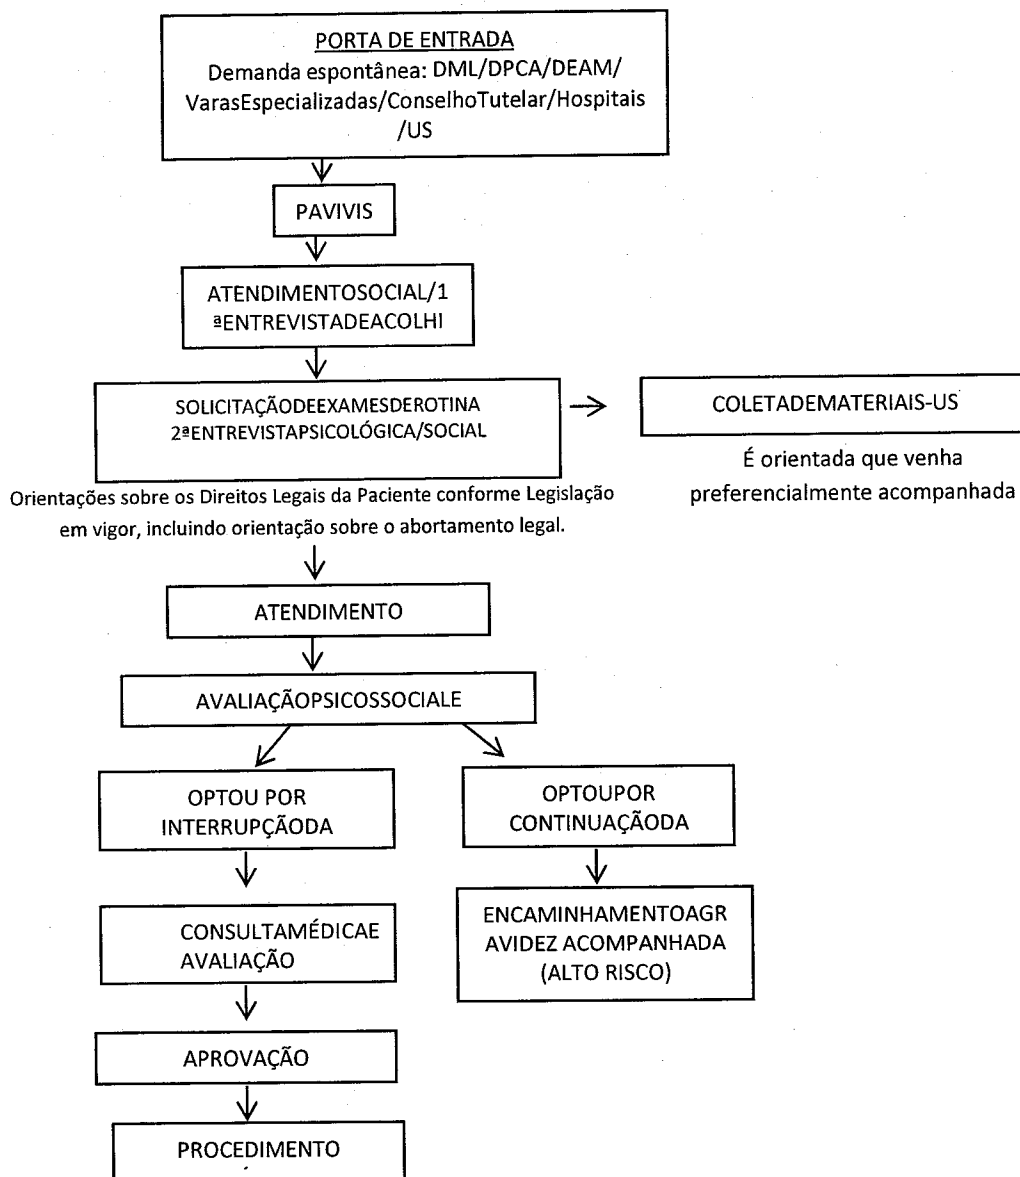 PORTA DE ENTRADA
Demanda espontânea: DML/DPCA/DEAM/
VarasEspecializadas/ConselhoTutelar/Hospitais
/US
PAVIVIS
ATENDIMENTOSOCIAL/1
ªENTREVISTADEACOLHI
SOLICITAÇÃODEEXAMESDEROTINA
2ªENTREVISTAPSICOLÓGICA/SOCIAL
COLETADEMATERIAIS-US
É orientada que venha
preferencialmente acompanhada
Orientações sobre os Direitos Legais da Paciente conforme Legislação
em vigor, incluindo orientação sobre o abortamento legal.
ATENDIMENTO
AVALIAÇÃOPSICOSSOCIALE
OPTOU POR
INTERRUPÇÃODA
OPTOUPOR
CONTINUAÇÃODA
CONSULTAMÉDICAE
AVALIAÇÃO
ENCAMINHAMENTOAGR
AVIDEZ ACOMPANHADA
(ALTO RISCO)
APROVAÇÃO
PROCEDIMENTO